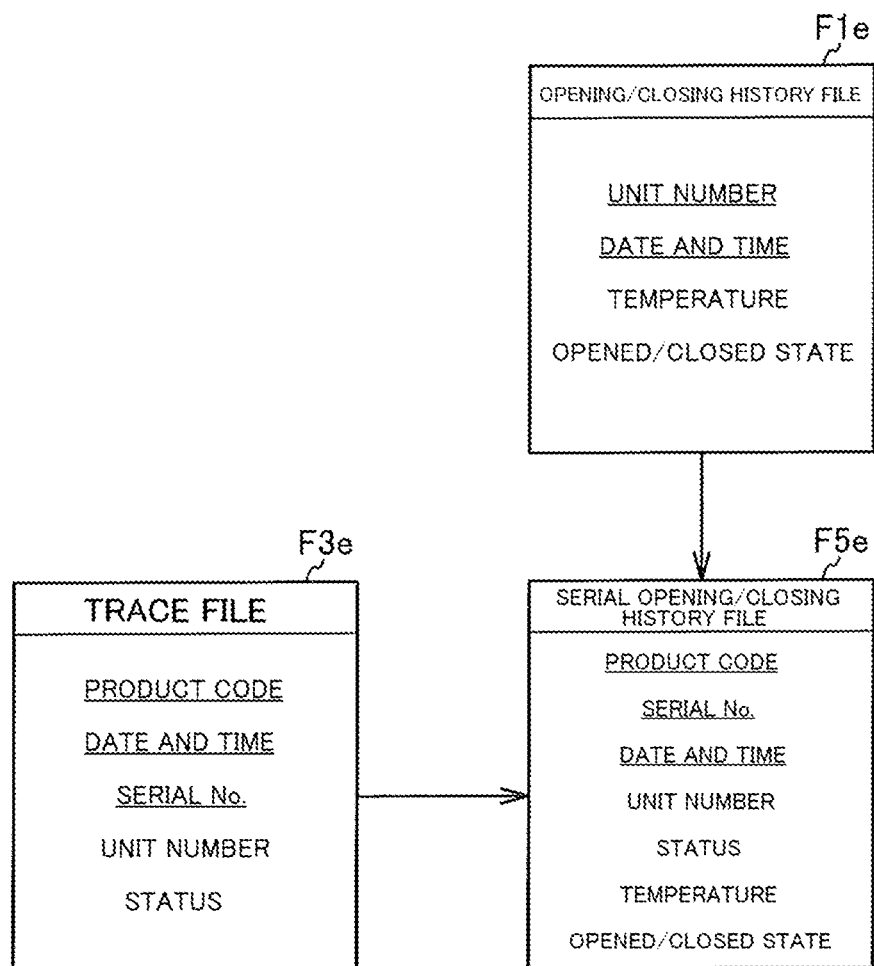 F1e
OPENING/CLOSING HISTORY FILE
UNIT NUMBER
DATE AND TIME
TEMPERATURE
OPENED/CLOSED STATE
F3e
TRACE FILE
PRODUCT CODE
DATE AND TIME
SERIAL No.
UNIT NUMBER
STATUS
F5e
SERIAL OPENING/CLOSING
HISTORY FILE
PRODUCT CODE
SERIAL No.
DATE AND TIME
UNIT NUMBER
STATUS
TEMPERATURE
OPENED/CLOSED STATE